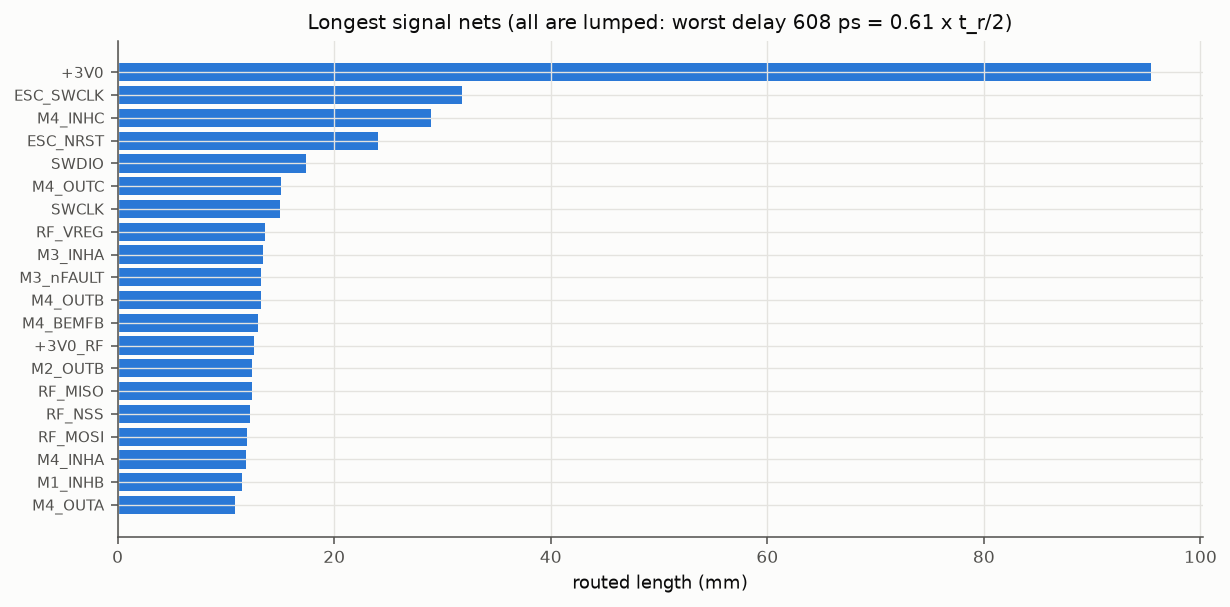 Longest signal nets (all are lumped: worst delay 608 ps = 0.61 x t_r/2)
+3V0
ESC_SWCLK
M4_INHC
ESC_NRST
SWDIO
M4_OUTC
SWCLK
RF_VREG
M3_INHA
M3_nFAULT
M4_OUTB
M4_BEMFB
+3V0_RF
M2_OUTB
RF_MISO
RF_NSS
RF_MOSI
M4_INHA
M1_INHB
M4_OUTA
0 20 40 60 80 100
routed length (mm)